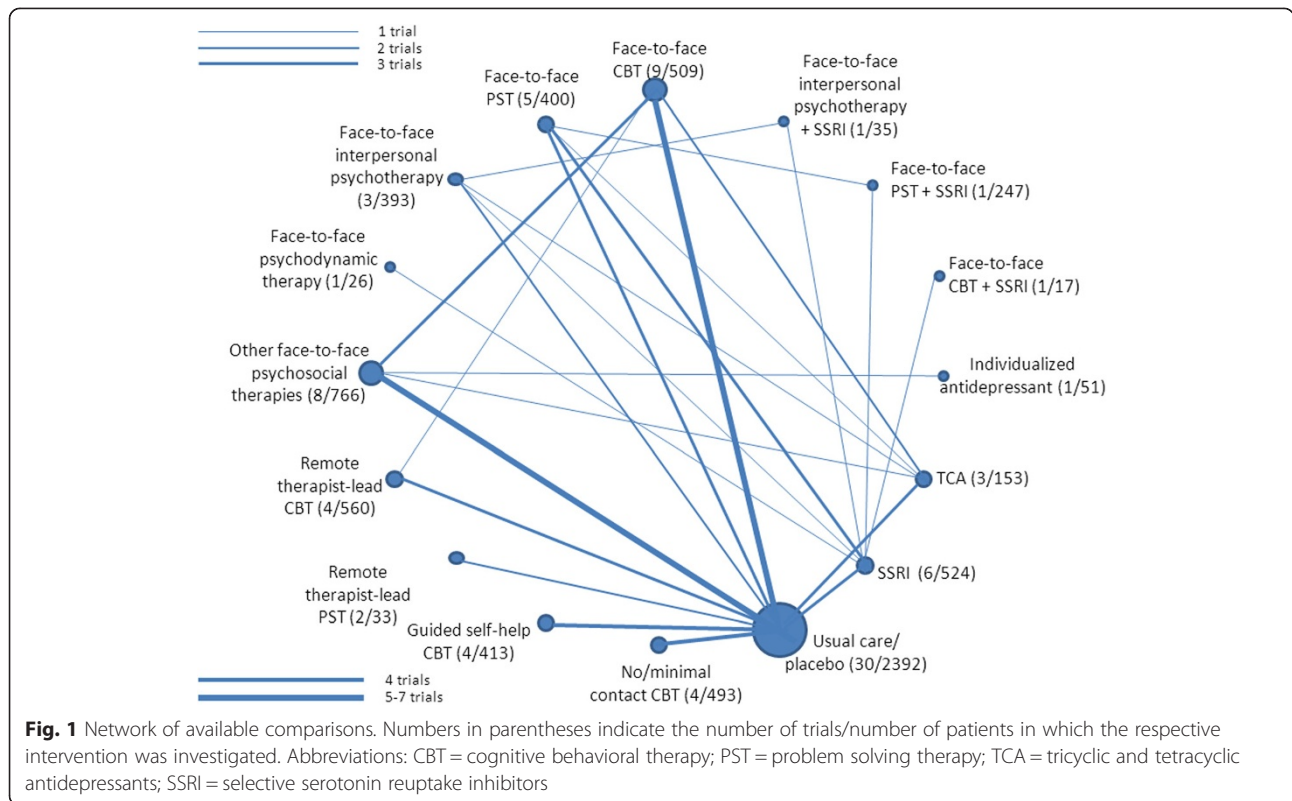 1 trial
2 trials
3 trials
Face-to-face
CBT (9/509)
Face-to-face
PST (5/400)
Face-to-face
interpersonal
psychotherapy
+ SSRI (1/35)
Face-to-face
interpersonal
psychotherapy
(3/393)
Face-to-face
PST + SSRI (1/247)
Face-to-face
psychodynamic
therapy (1/26)
Face-to-face
CBT + SSRI (1/17)
Other face-to-face
psychosocial
therapies (8/766)
Individualized
antidepressant (1/51)
Remote
therapist-lead
CBT (4/560)
TCA (3/153)
SSRI (6/524)
Remote
therapist-lead
PST (2/33)
Guided self-help
CBT (4/413)
No/minimal
contact CBT (4/493)
Usual care/
placebo (30/2392)
4 trials
5-7 trials
Fig. 1 Network of available comparisons. Numbers in parentheses indicate the number of trials/number of patients in which the respective
intervention was investigated. Abbreviations: CBT = cognitive behavioral therapy; PST = problem solving therapy; TCA = tricyclic and tetracyclic
antidepressants; SSRI = selective serotonin reuptake inhibitors